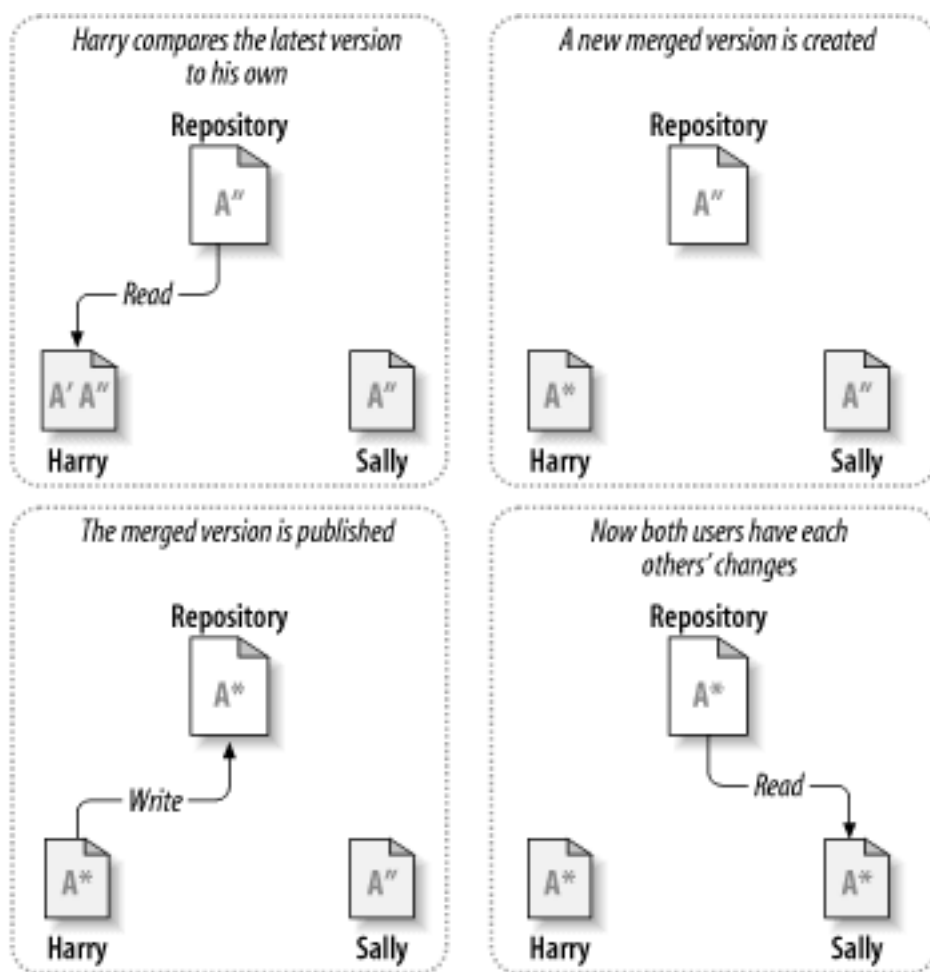 Harry compares the latest version
to his own
Repository
A″
Read
A′ A″
A″
Harry
Sally
A new merged version is created
Repository
A″
A*
A″
Harry
Sally
The merged version is published
Repository
A*
Write
A*
A″
Harry
Sally
Now both users have each
others’ changes
Repository
A*
Read
A*
A*
Harry
Sally